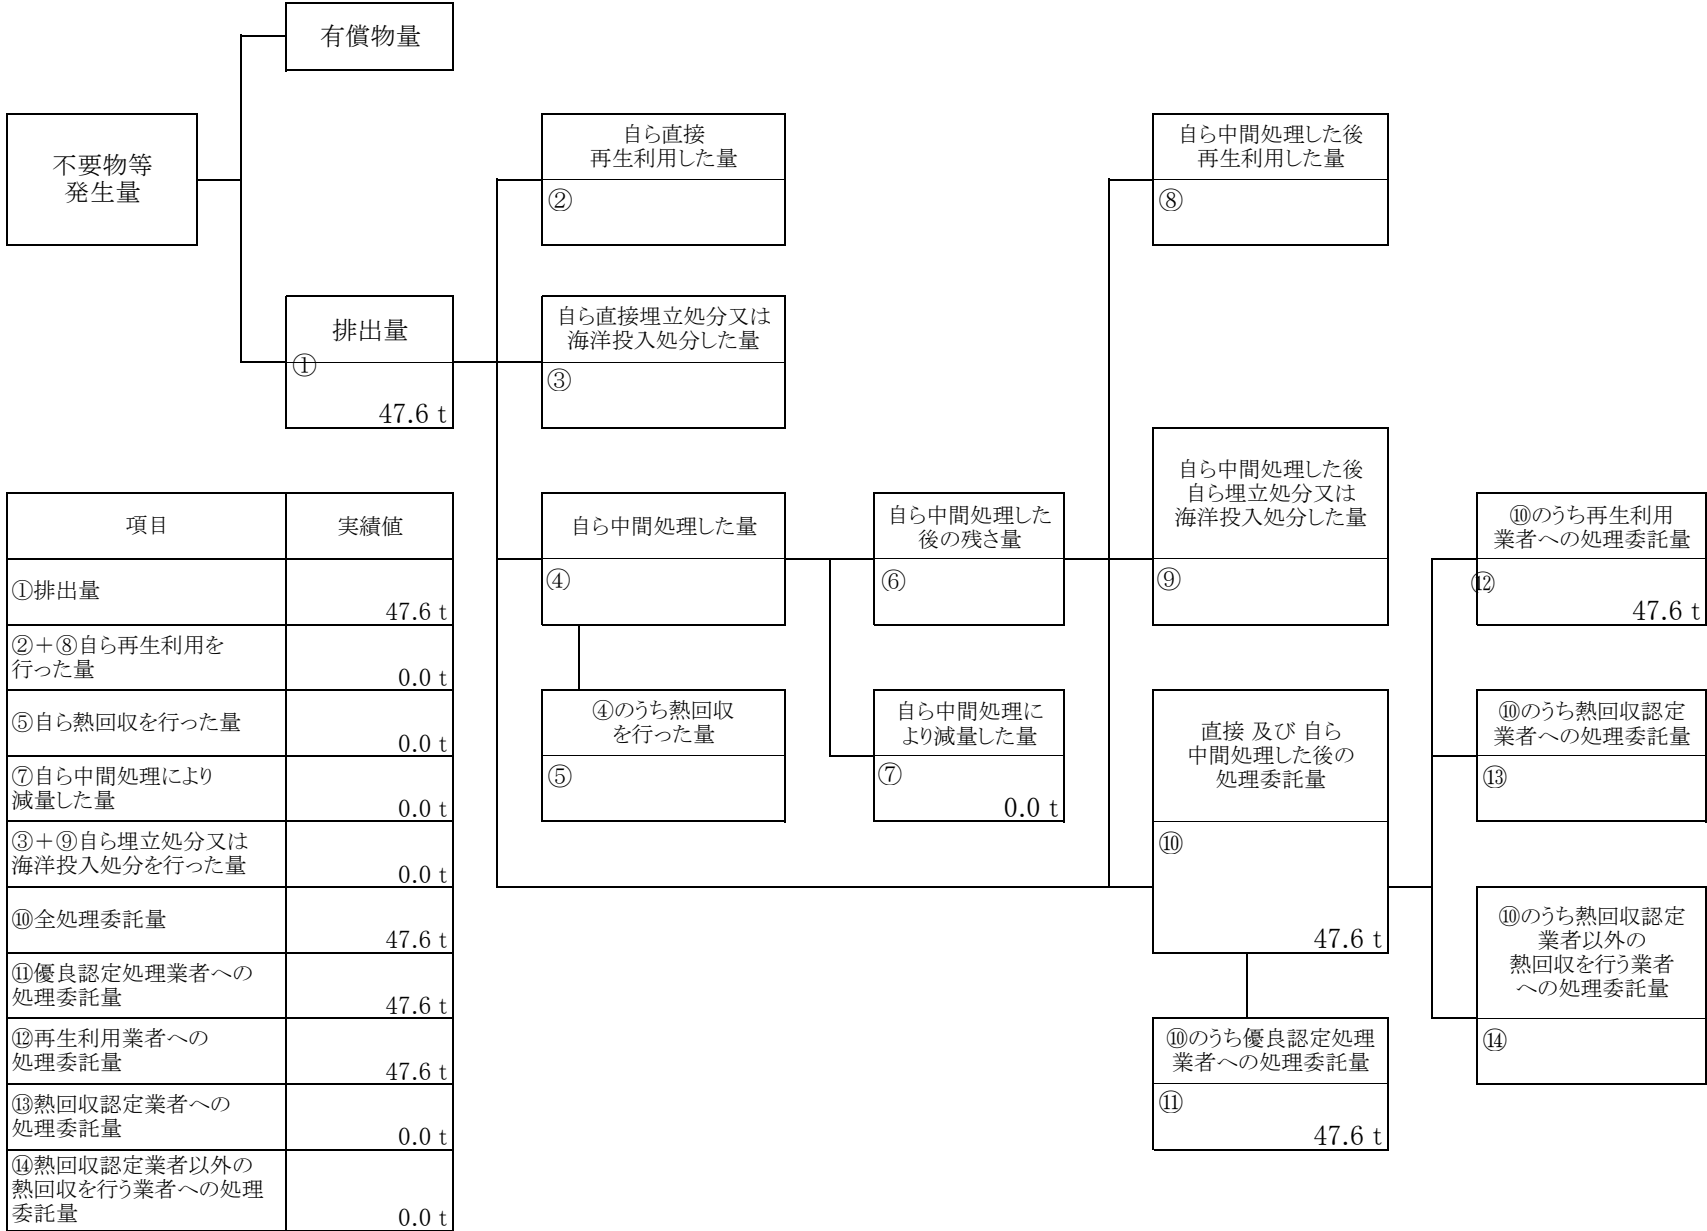 有償物量
不要物等
発生量
排出量
①
47.6 t
自ら直接
再生利用した量
②
自ら直接埋立処分又は
海洋投入処分した量
③
自ら中間処理した量
④
④のうち熱回収
を行った量
⑤
自ら中間処理した
後の残さ量
⑥
自ら中間処理に
より減量した量
⑦
0.0 t
自ら中間処理した後
再生利用した量
⑧
自ら中間処理した後
自ら埋立処分又は
海洋投入処分した量
⑨
直接 及び 自ら
中間処理した後の
処理委託量
⑩
47.6 t
⑩のうち優良認定処理
業者への処理委託量
⑪
47.6 t
⑩のうち再生利用
業者への処理委託量
⑫
47.6 t
⑩のうち熱回収認定
業者への処理委託量
⑬
⑩のうち熱回収認定
業者以外の
熱回収を行う業者
への処理委託量
⑭
項目 実績値
①排出量
47.6 t
②＋⑧自ら再生利用を
行った量
0.0 t
⑤自ら熱回収を行った量
0.0 t
⑦自ら中間処理により
減量した量
0.0 t
③＋⑨自ら埋立処分又は
海洋投入処分を行った量
0.0 t
⑩全処理委託量
47.6 t
⑪優良認定処理業者への
処理委託量
47.6 t
⑫再生利用業者への
処理委託量
47.6 t
⑬熱回収認定業者への
処理委託量
0.0 t
⑭熱回収認定業者以外の
熱回収を行う業者への処理
委託量
0.0 t